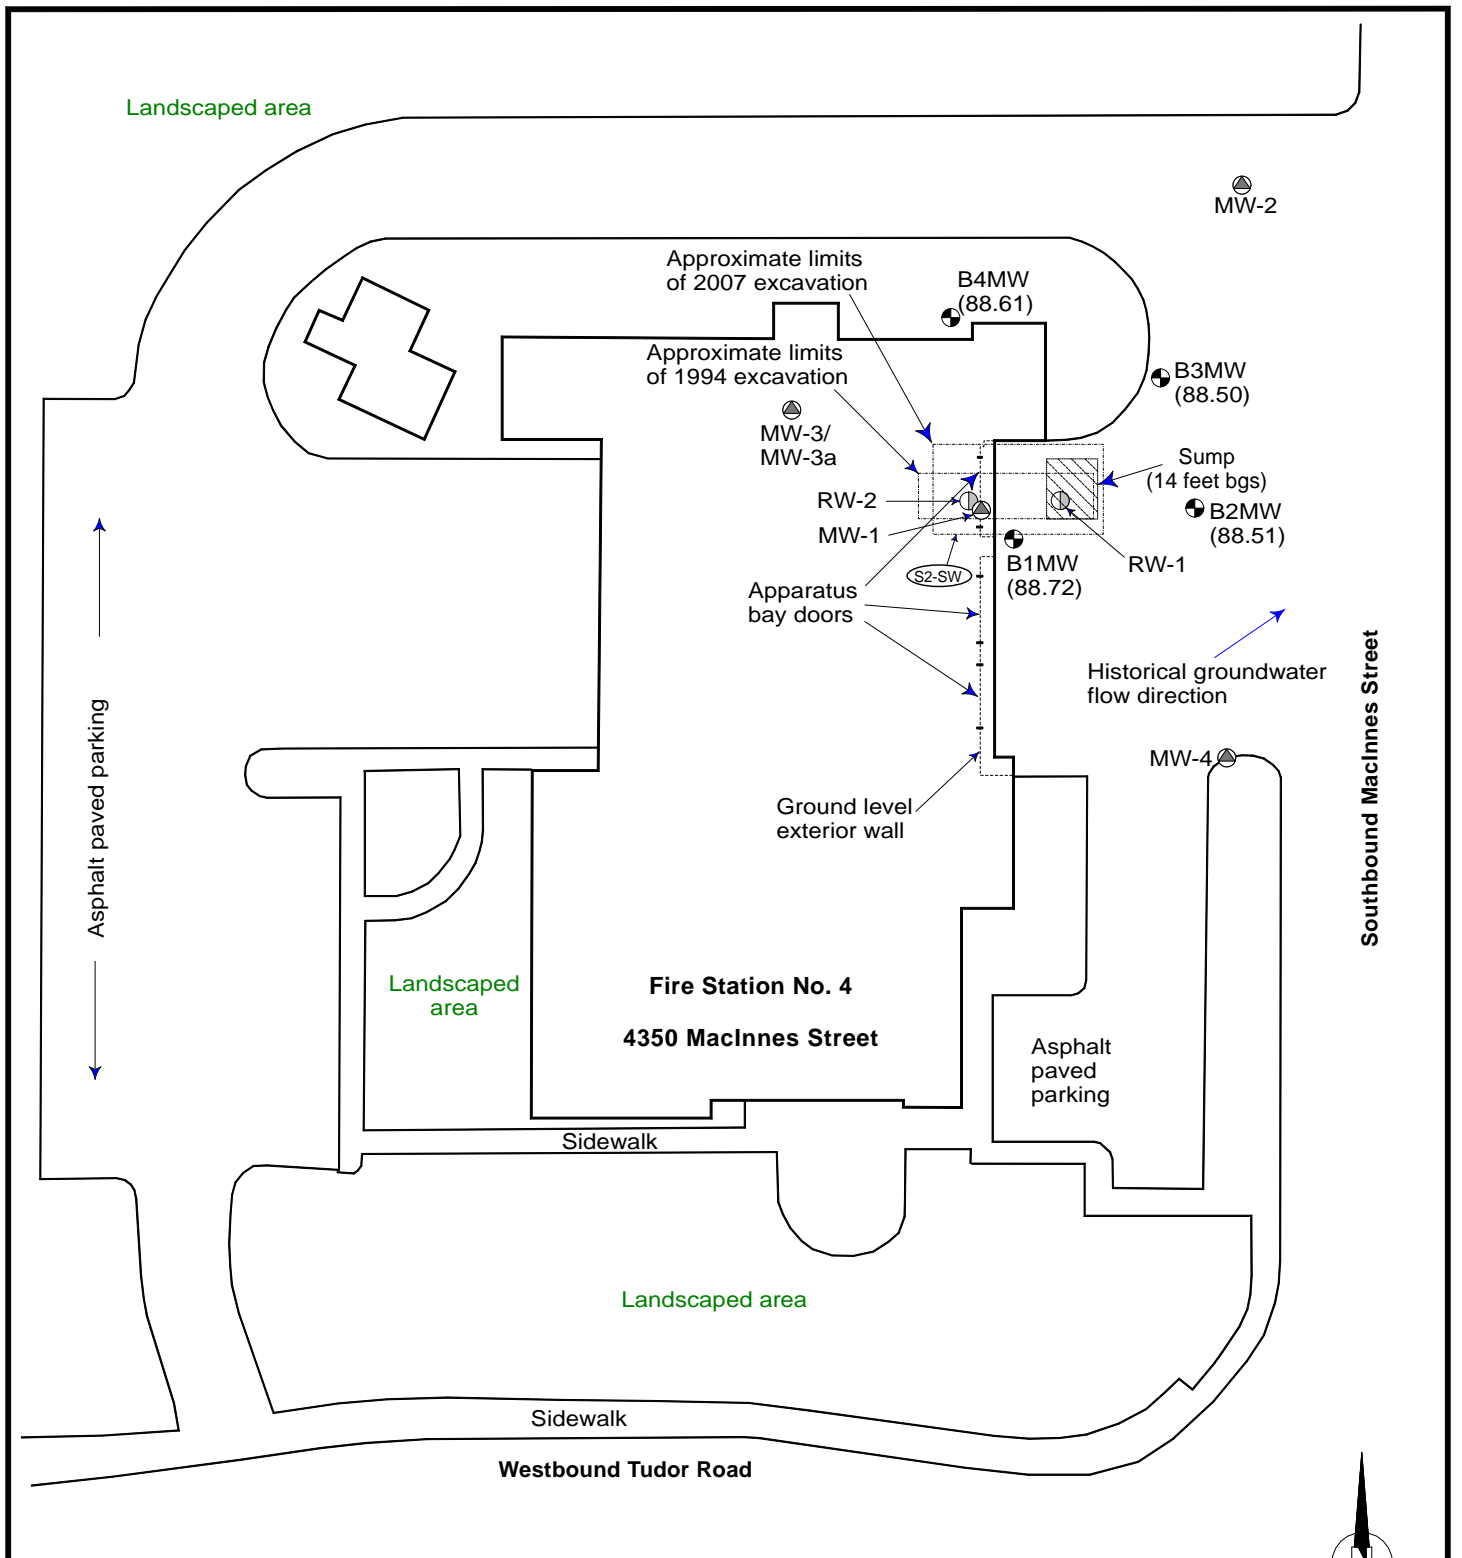 Landscaped area
MW-2
Approximate limits
of 2007 excavation
B4MW
(88.61)
Approximate limits
of 1994 excavation
B3MW
(88.50)
MW-3/
MW-3a
Sump
(14 feet bgs)
RW-2
B2MW
(88.51)
MW-1
B1MW
(88.72)
RW-1
S2-SW
Apparatus
bay doors
Historical groundwater
flow direction
Southbound MacInnes Street
Asphalt paved parking
MW-4
Ground level
exterior wall
Landscaped
area
Fire Station No. 4
4350 MacInnes Street
Asphalt
paved
parking
Sidewalk
Landscaped area
Sidewalk
Westbound Tudor Road